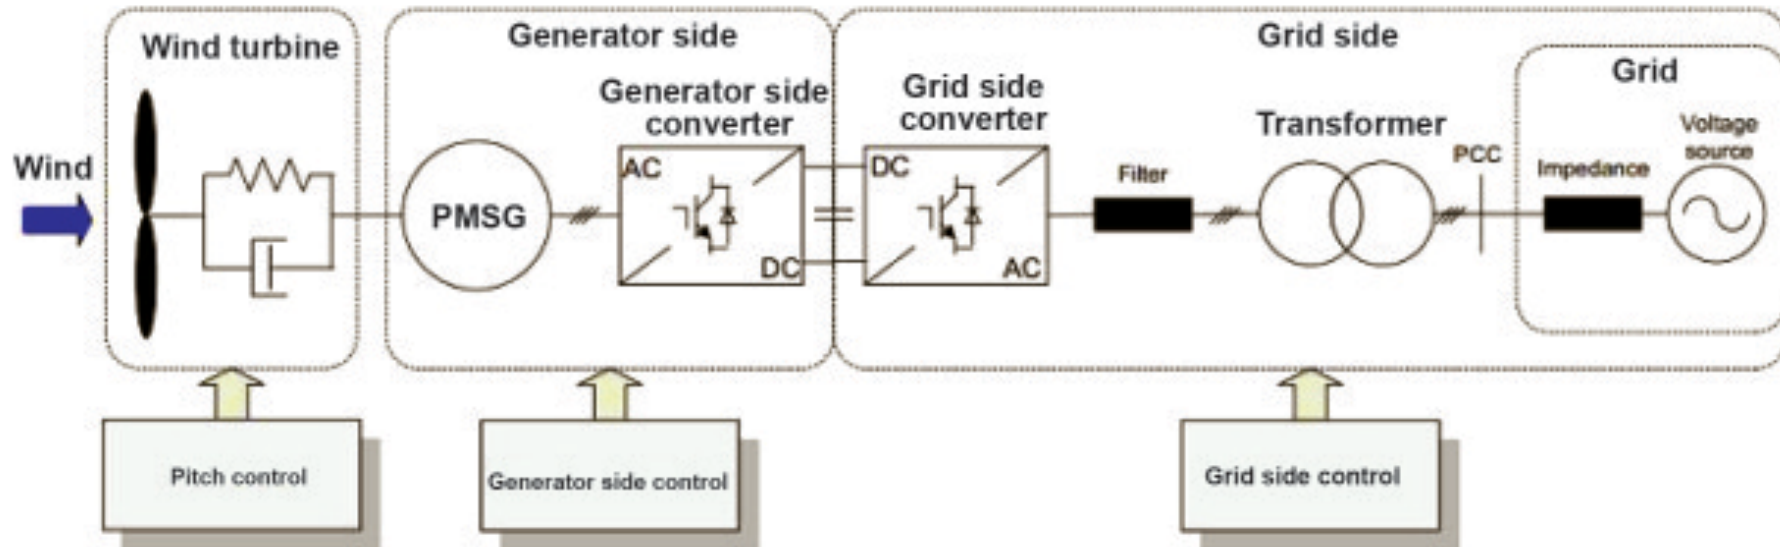 Wind turbine
Generator side
Grid side
Grid
Generator side
converter
Grid side
converter
Transformer
Voltage
source
PCC
Impedance
Filter
Wind
AC
DC
PMSG
DC
AC
Pitch control
Generator side control
Grid side control